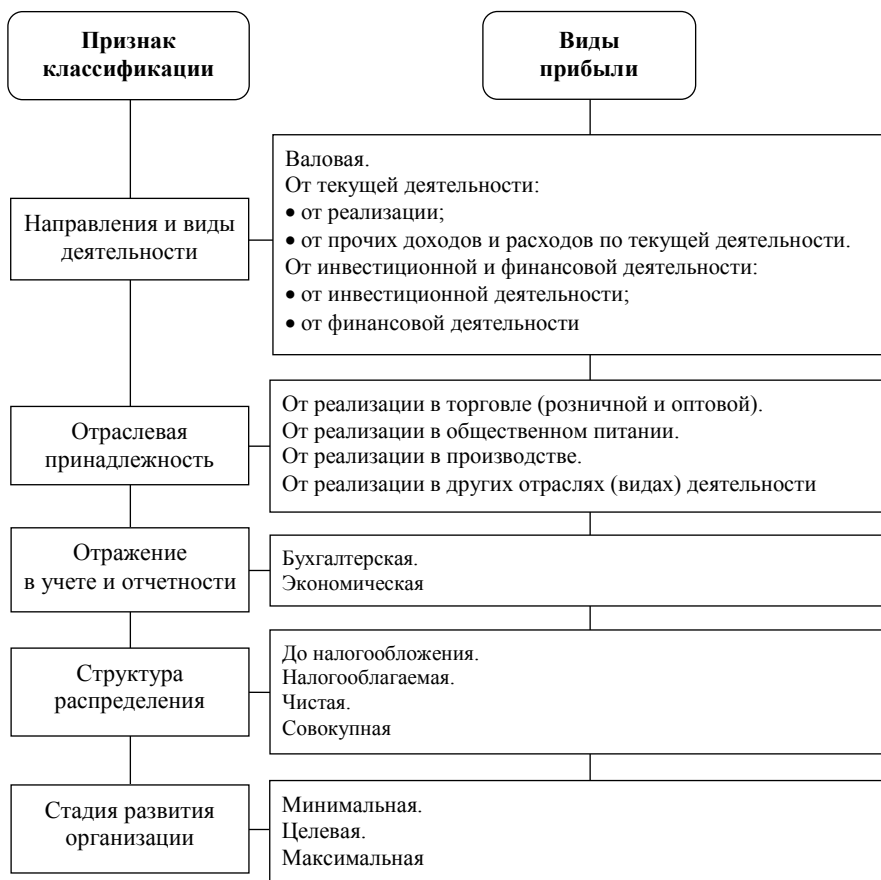 Признак
классификации
Виды
прибыли
Направления и виды
деятельности
Валовая.
От текущей деятельности:
• от реализации;
• от прочих доходов и расходов по текущей деятельности.
От инвестиционной и финансовой деятельности:
• от инвестиционной деятельности;
• от финансовой деятельности
Отраслевая
принадлежность
От реализации в торговле (розничной и оптовой).
От реализации в общественном питании.
От реализации в производстве.
От реализации в других отраслях (видах) деятельности
Отражение
в учете и отчетности
Бухгалтерская.
Экономическая
Структура
распределения
До налогообложения.
Налогооблагаемая.
Чистая.
Совокупная
Стадия развития
организации
Минимальная.
Целевая.
Максимальная